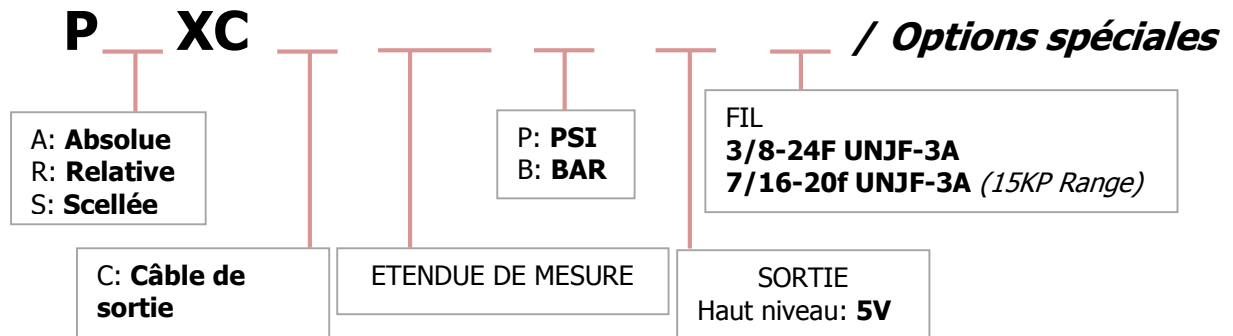 P XC / Options spéciales
A: Absolue
R: Relative
S: Scellée
P: PSI
B: BAR
FIL
3/8-24F UNJF-3A
7/16-20f UNJF-3A (15KP Range)
C: Câble de
sortie
ETENDUE DE MESURE
SORTIE
Haut niveau: 5V